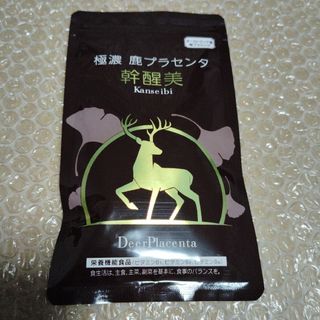 極濃 鹿プラセンタ
幹醒美
Kanseibi
DeerPlacenta
栄養機能食品
食生活は、主食、主菜、副菜を基本に、食事のバランスを。